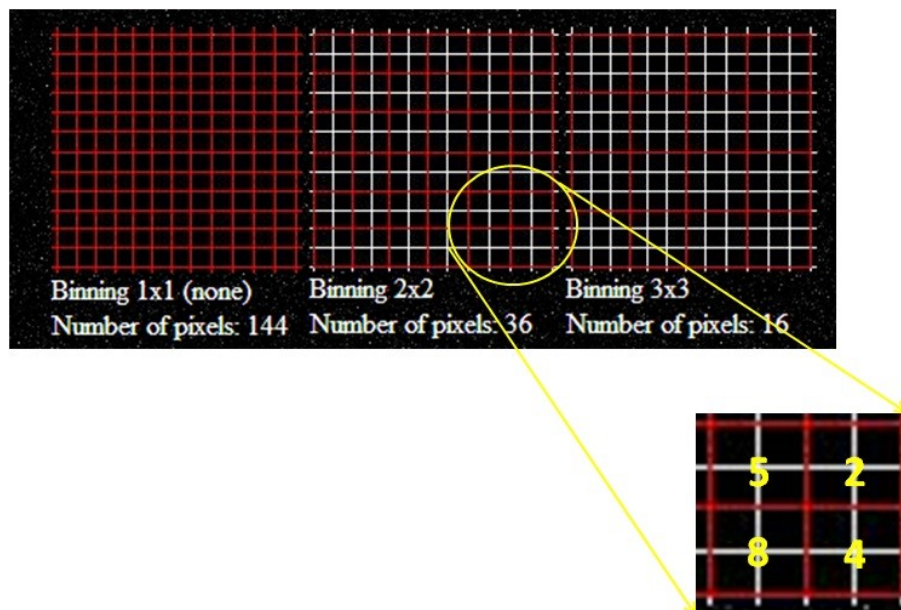 Binning 1x1 (none)
Number of pixels: 144
Binning 2x2
Number of pixels: 36
Binning 3x3
Number of pixels: 16
5 2
8 4